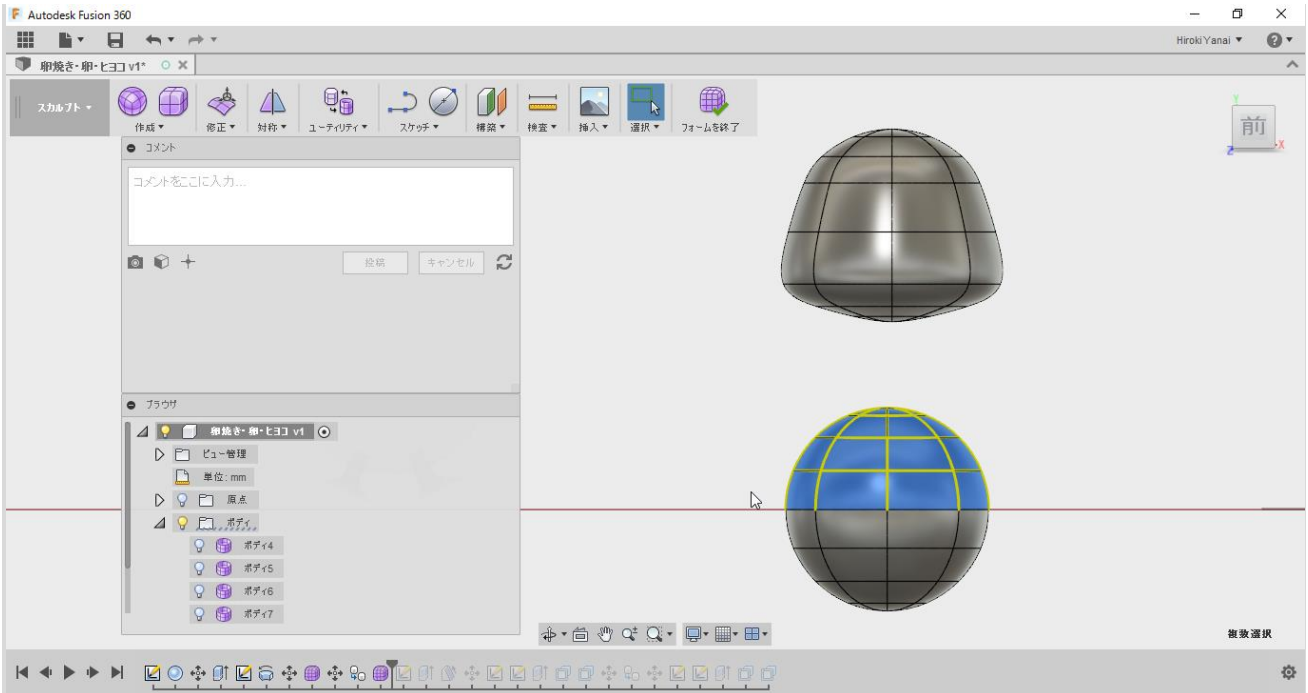 Autodesk Fusion 360
Hiroki Yanai
卵焼き・卵・ヒヨコ v1*
スカルプト
作成
修正
対称
ユーティリティ
スケッチ
構築
検査
挿入
選択
フォームを終了
前
Y
Z
X
コメント
コメントをここに入力...
投稿
キャンセル
ブラウザ
卵焼き・卵・ヒヨコ v1
ビュー管理
単位: mm
原点
ボディ
ボディ4
ボディ5
ボディ6
ボディ7
複数選択